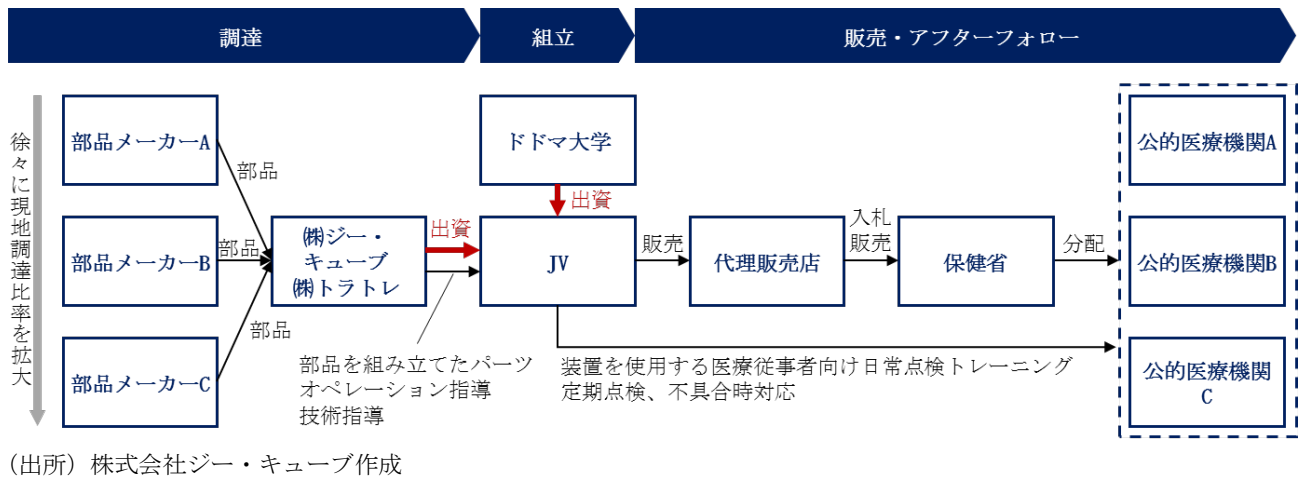 調達
組立
販売・アフターフォロー
徐々に現地調達比率を拡大
部品メーカーA
部品メーカーB
部品メーカーC
部品
部品
部品
㈱ジー・
キューブ
㈱トラトレ
出資
部品を組み立てたパーツ
オペレーション指導
技術指導
ドドマ大学
出資
JV
販売
代理販売店
入札
販売
保健省
分配
装置を使用する医療従事者向け日常点検トレーニング
定期点検、不具合時対応
公的医療機関A
公的医療機関B
公的医療機関
C
(出所) 株式会社ジー・キューブ作成